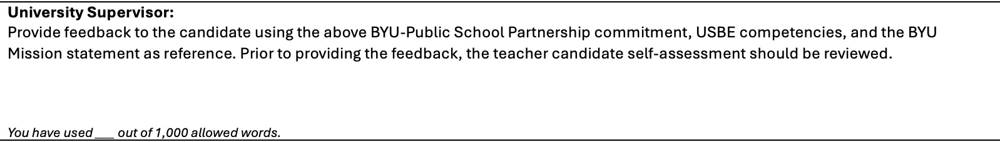 University Supervisor:
Provide feedback to the candidate using the above BYU-Public School Partnership commitment, USBE competencies, and the BYU
Mission statement as reference. Prior to providing the feedback, the teacher candidate self-assessment should be reviewed.
You have used ___ out of 1,000 allowed words.